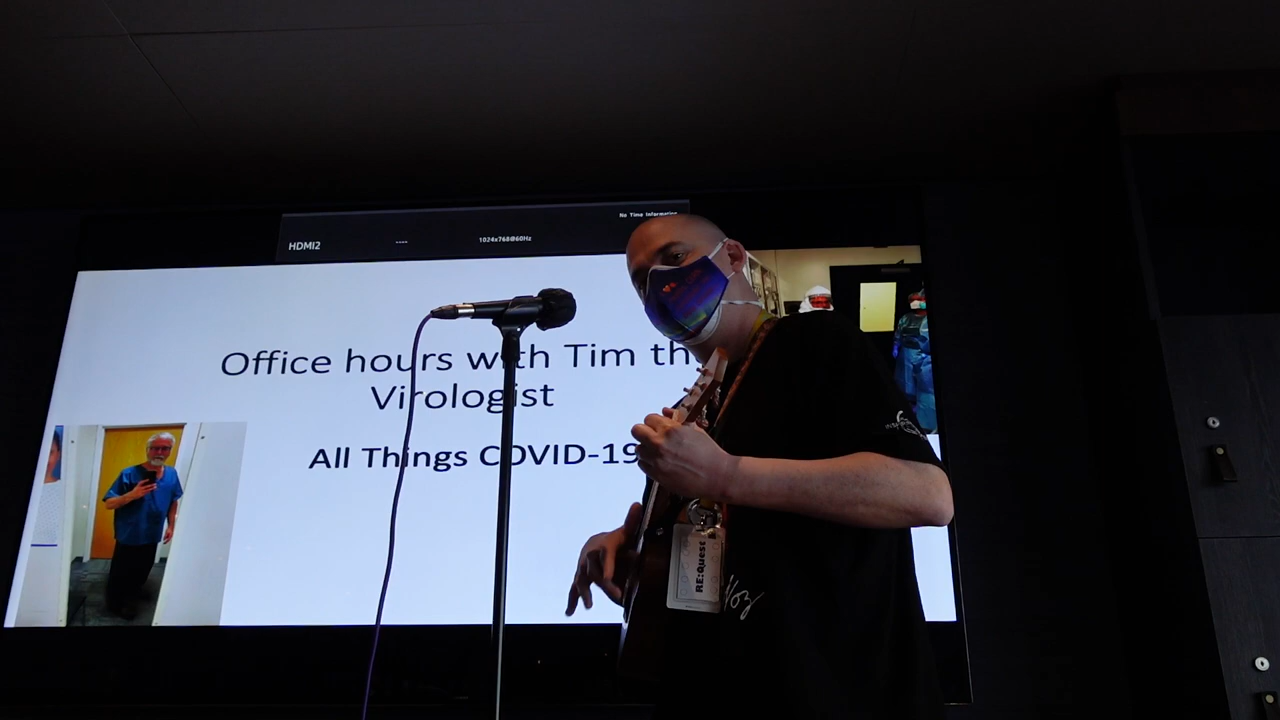 No Time Information
HDMI2
----
1024x768@60Hz
Office hours with Tim th
Virologist
All Things COVID-19
RE:Quest